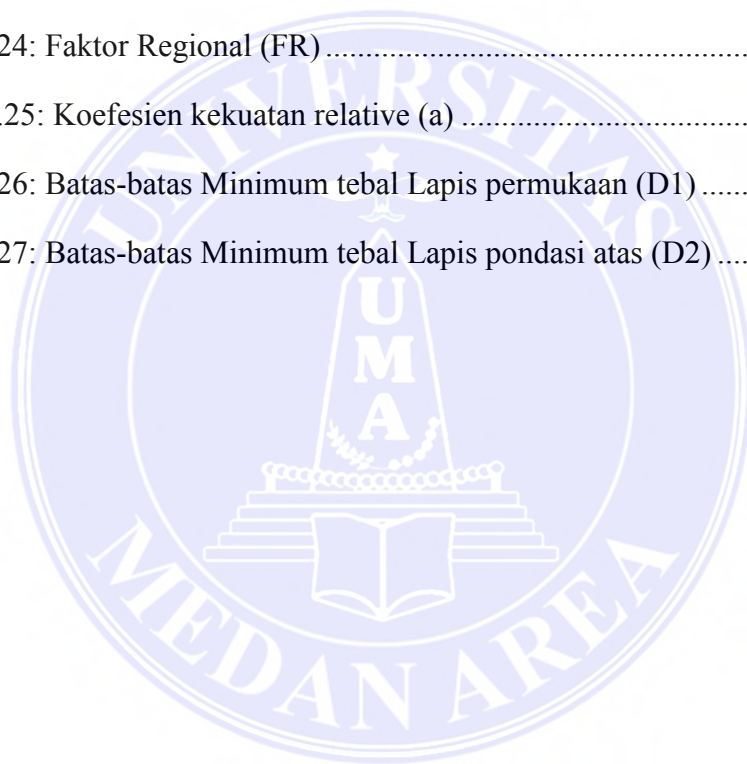 24: Faktor Regional (FR)....................................................
.25: Koefesien kekuatan relative (a)...................................
26: Batas-batas Minimum tebal Lapis permukaan (D1)......
27: Batas-batas Minimum tebal Lapis pondasi atas (D2)....
UNIVERSITAS
U
M
A
MEDAN AREA